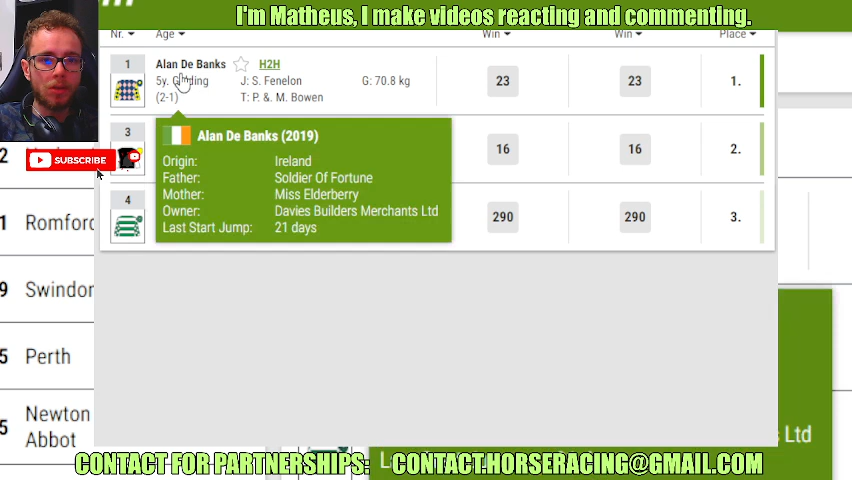 I'm Matheus, I make videos reacting and commenting.
Nr. Age Win Win Place
1 Alan De Banks H2H
5y. Gelding J: S. Fenelon G: 70.8 kg 23 23 1.
(2-1) T: P. & M. Bowen
SUBSCRIBE
2
3 Alan De Banks (2019) 16 16 2.
Origin: Ireland
Father: Soldier Of Fortune
Mother: Miss Elderberry
4 Owner: Davies Builders Merchants Ltd 290 290 3.
Last Start Jump: 21 days
1 Romford
9 Swindon
5 Perth
5 Newton
Abbot
s Ltd
CONTACT FOR PARTNERSHIPS: CONTACT.HORSERACING@GMAIL.COM